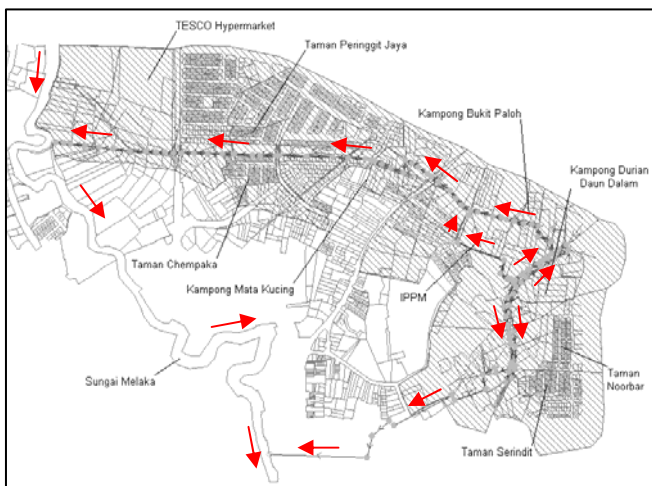 TESCO Hypermarket
Taman Peringgit Jaya
Kampong Bukit Paloh
Kampong Durian
Daun Dalam
Taman Chempaka
Kampong Mata Kucing
IPPM
Sungai Melaka
Taman
Noorbar
Taman Serindit